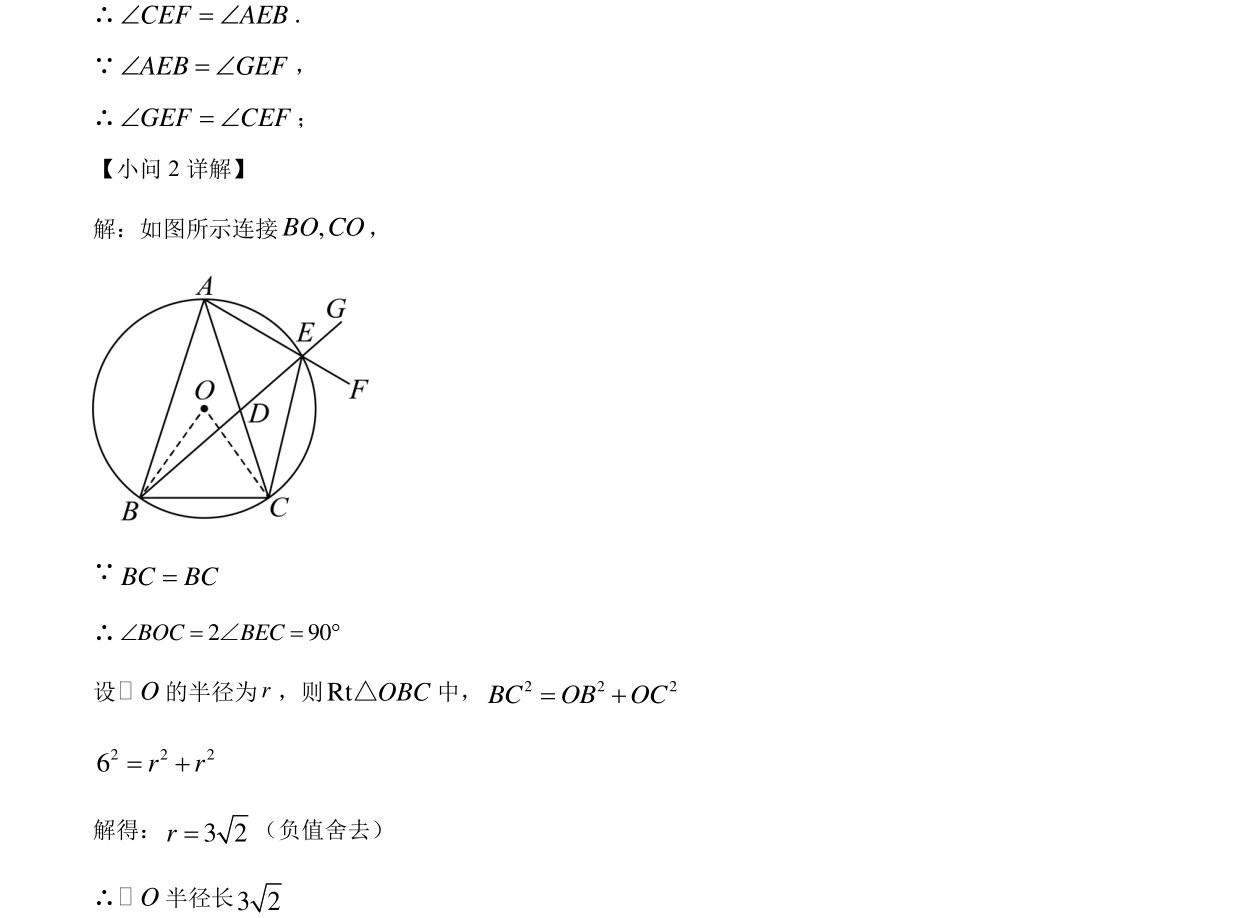 ∴∠CEF = ∠AEB .
∵∠AEB = ∠GEF ，
∴∠GEF = ∠CEF ；
【小问 2 详解】
解：如图所示连接 BO, CO ，
A
G
E
F
O
D
B
C
∵ BC = BC
∴∠BOC = 2∠BEC = 90°
设□ O 的半径为 r ，则 Rt△OBC 中， BC² = OB² + OC²
6² = r² + r²
解得： r = 3√2 （负值舍去）
∴□ O 半径长 3√2